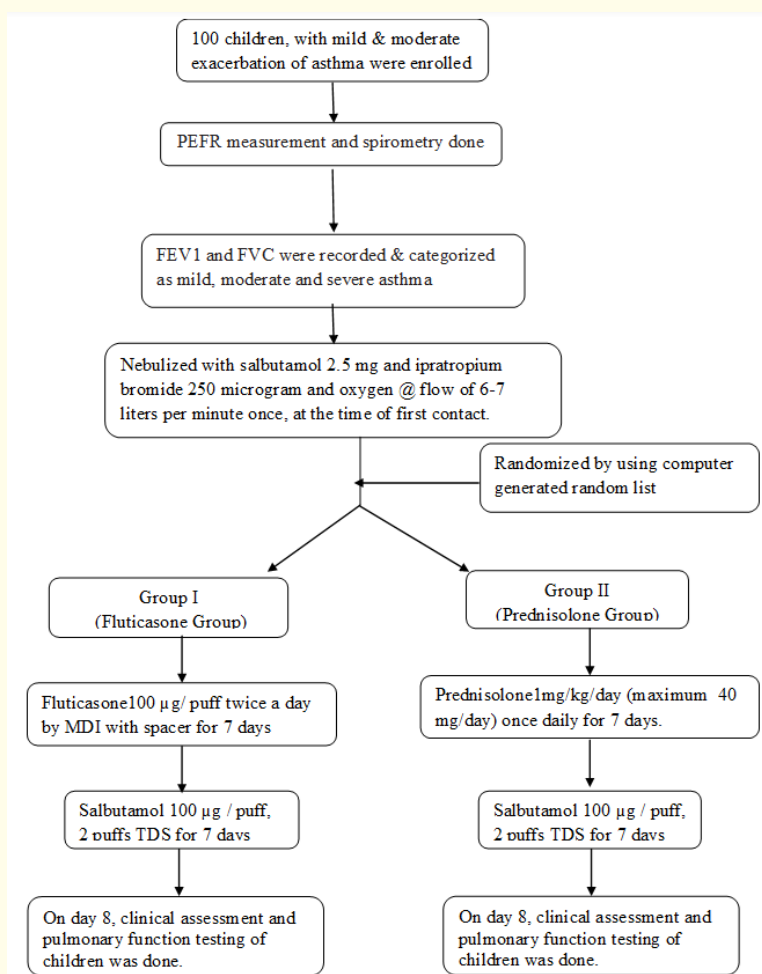 100 children, with mild & moderate
exacerbation of asthma were enrolled
PEFR measurement and spirometry done
FEV1 and FVC were recorded & categorized
as mild, moderate and severe asthma
Nebulized with salbutamol 2.5 mg and ipratropium
bromide 250 microgram and oxygen @ flow of 6-7
liters per minute once, at the time of first contact.
Randomized by using computer
generated random list
Group I
(Fluticasone Group)
Group II
(Prednisolone Group)
Fluticasone100 µg/ puff twice a day
by MDI with spacer for 7 days
Prednisolone1mg/kg/day (maximum 40
mg/day) once daily for 7 days.
Salbutamol 100 µg / puff,
2 puffs TDS for 7 days
Salbutamol 100 µg / puff,
2 puffs TDS for 7 days
On day 8, clinical assessment and
pulmonary function testing of
children was done.
On day 8, clinical assessment and
pulmonary function testing of
children was done.